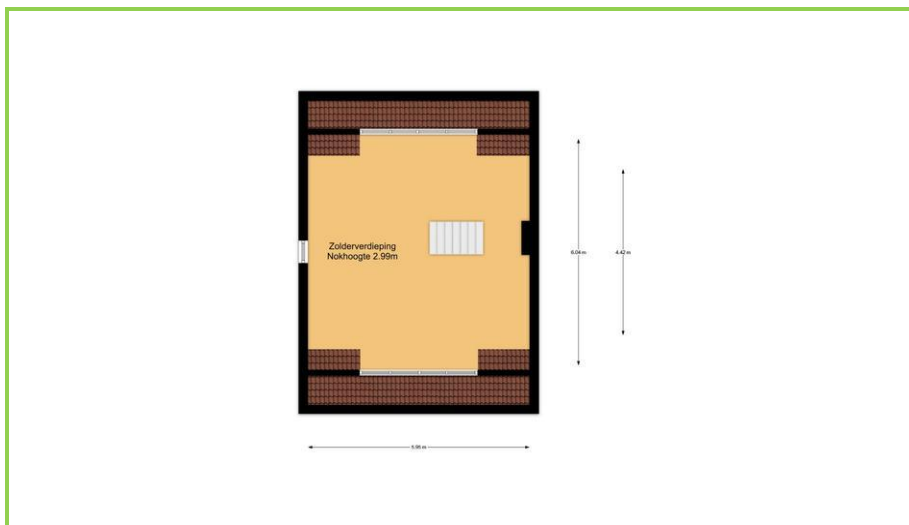 Zolderverdieping
Nokhoogte 2.99m
6.04 m
4.42 m
5.95 m